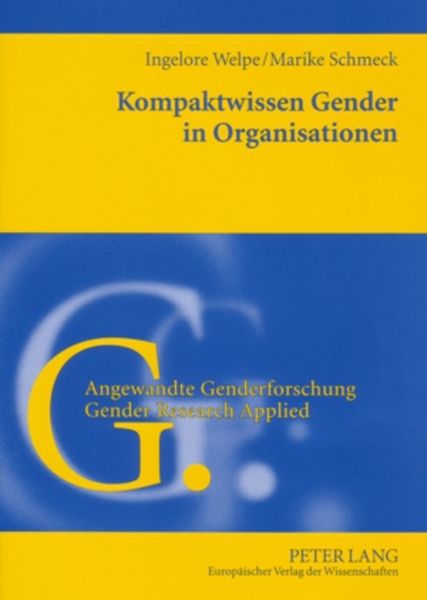 Ingelore Welpe/Marike Schmeck
Kompaktwissen Gender
in Organisationen
G.
Angewandte Genderforschung
Gender Research Applied
PETER LANG
Europäischer Verlag der Wissenschaften